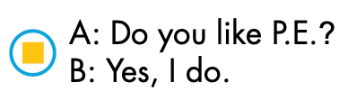 A: Do you like P.E.?
B: Yes, I do.